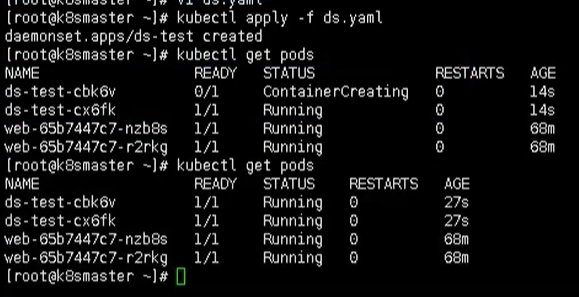 [root@k8smaster ~]# vi ds.yaml
[root@k8smaster ~]# kubectl apply -f ds.yaml
daemonset.apps/ds-test created
[root@k8smaster ~]# kubectl get pods
NAME READY STATUS RESTARTS AGE
ds-test-cbk6v 0/1 ContainerCreating 0 14s
ds-test-cx6fk 1/1 Running 0 14s
web-65b7447c7-nzb8s 1/1 Running 0 68m
web-65b7447c7-r2rkg 1/1 Running 0 68m
[root@k8smaster ~]# kubectl get pods
NAME READY STATUS RESTARTS AGE
ds-test-cbk6v 1/1 Running 0 27s
ds-test-cx6fk 1/1 Running 0 27s
web-65b7447c7-nzb8s 1/1 Running 0 68m
web-65b7447c7-r2rkg 1/1 Running 0 68m
[root@k8smaster ~]#